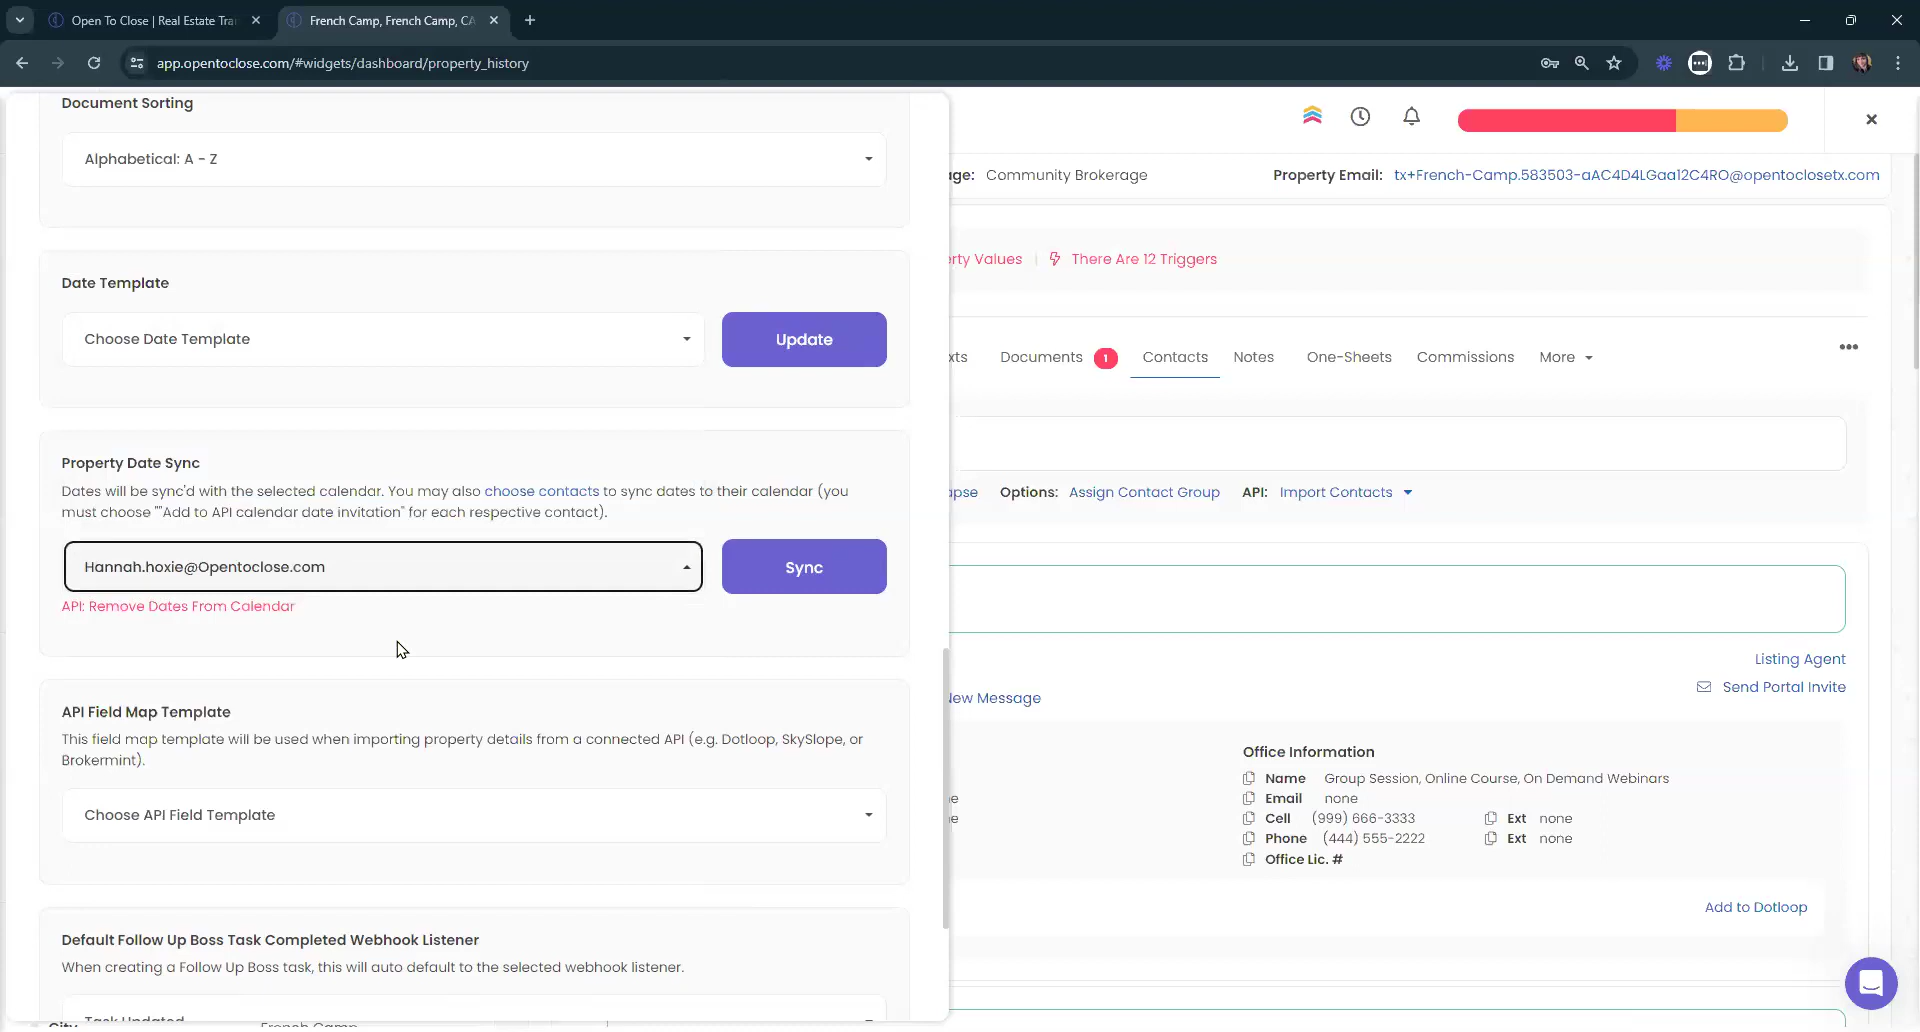 Open To Close | Real Estate Tra
French Camp, French Camp, CA
app.opentoclose.com/#widgets/dashboard/property_history
Document Sorting
Alphabetical: A - Z
age: Community Brokerage
Property Email: tx+French-Camp.583503-aAC4D4LGaa12C4RO@opentoclosetx.com
erty Values | There Are 12 Triggers
Date Template
Choose Date Template
Update
xts Documents 1 Contacts Notes One-Sheets Commissions More
Property Date Sync
Dates will be sync'd with the selected calendar. You may also choose contacts to sync dates to their calendar (you
must choose ""Add to API calendar date invitation" for each respective contact).
apse Options: Assign Contact Group API: Import Contacts
Hannah.hoxie@Opentoclose.com
Sync
API: Remove Dates From Calendar
Listing Agent
Send Portal Invite
New Message
API Field Map Template
This field map template will be used when importing property details from a connected API (e.g. Dotloop, SkySlope, or
Brokermint).
Choose API Field Template
Office Information
Name Group Session, Online Course, On Demand Webinars
Email none
Cell (999) 666-3333 Ext none
Phone (444) 555-2222 Ext none
Office Lic. #
Add to Dotloop
Default Follow Up Boss Task Completed Webhook Listener
When creating a Follow Up Boss task, this will auto default to the selected webhook listener.
Task Updated
City French Camp